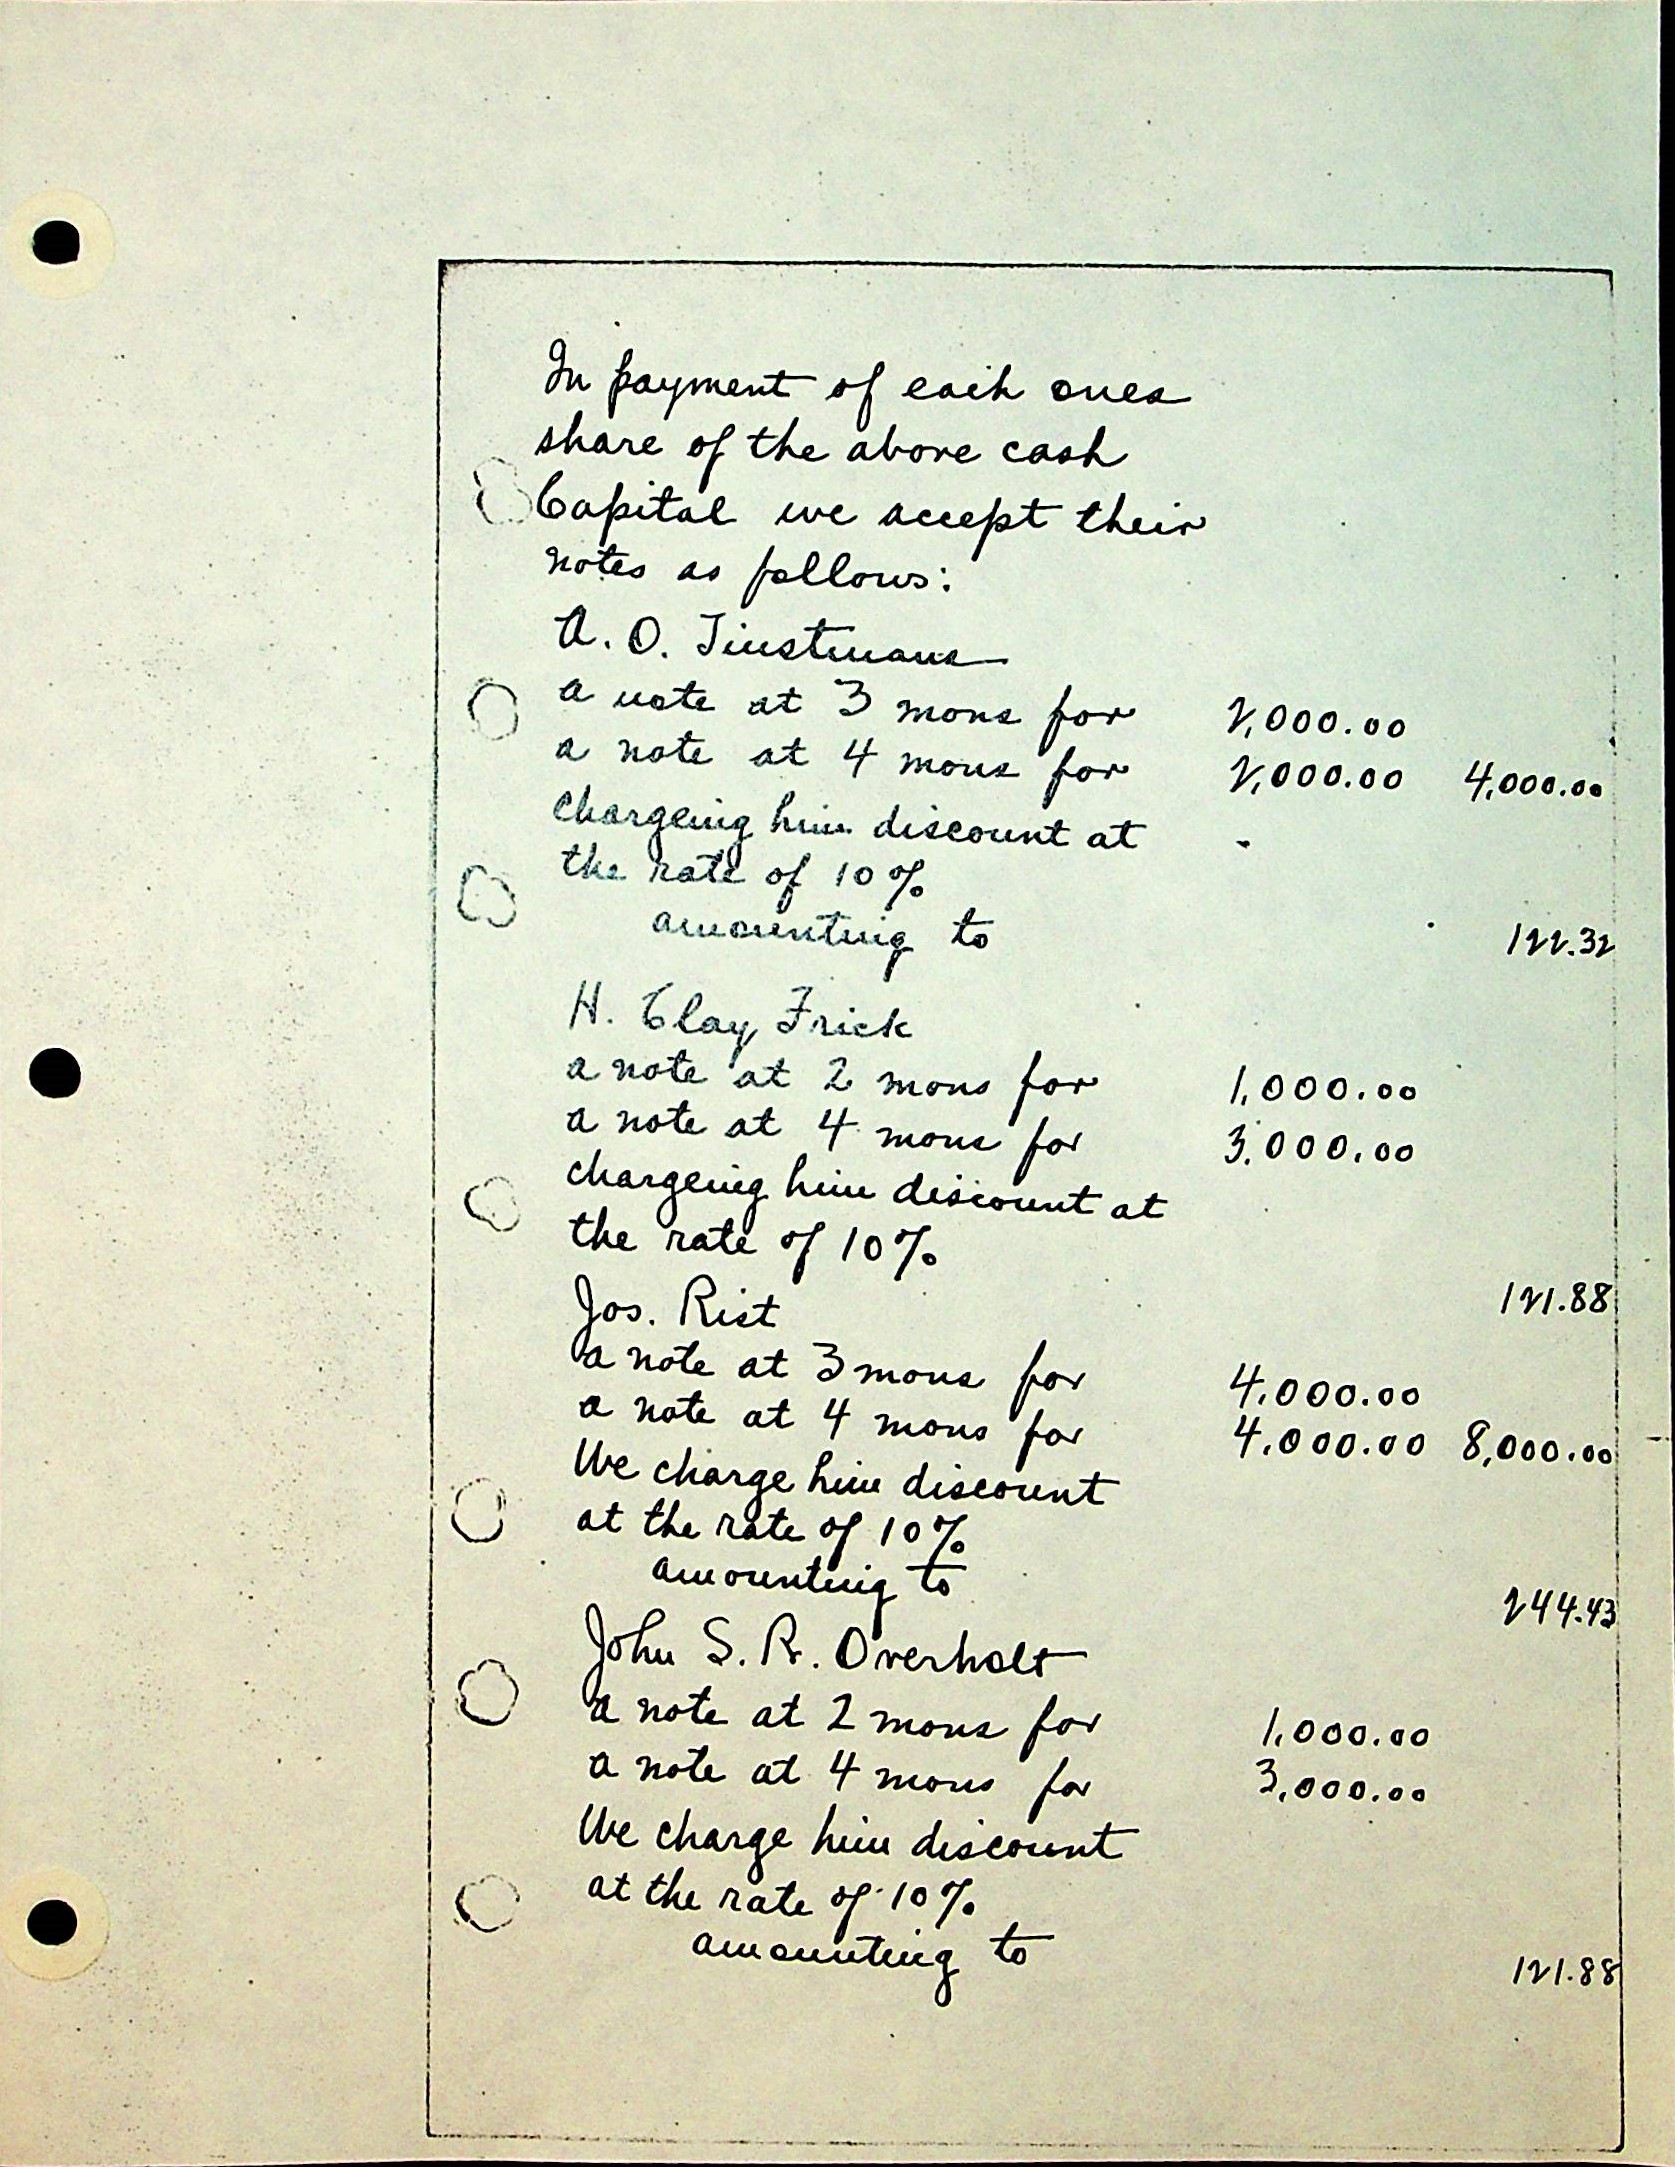 In payment of each ones
share of the above cash
Capital we accept their
notes as follows:
A. O. Tinstmans
a note at 3 mons for 2,000.00
a note at 4 mons for 2,000.00 4,000.00
chargeing him discount at
the rate of 10%
amounting to 122.32
H. Clay Frick
a note at 2 mons for 1,000.00
a note at 4 mons for 3,000.00
chargeing him discount at
the rate of 10%
121.88
Jos. Rist
a note at 3 mons for 4,000.00
a note at 4 mons for 4,000.00 8,000.00
We charge him discount
at the rate of 10%
amounting to 244.43
John S. R. Overholt
a note at 2 mons for 1,000.00
a note at 4 mons for 3,000.00
We charge him discount
at the rate of 10%
amounting to 121.88